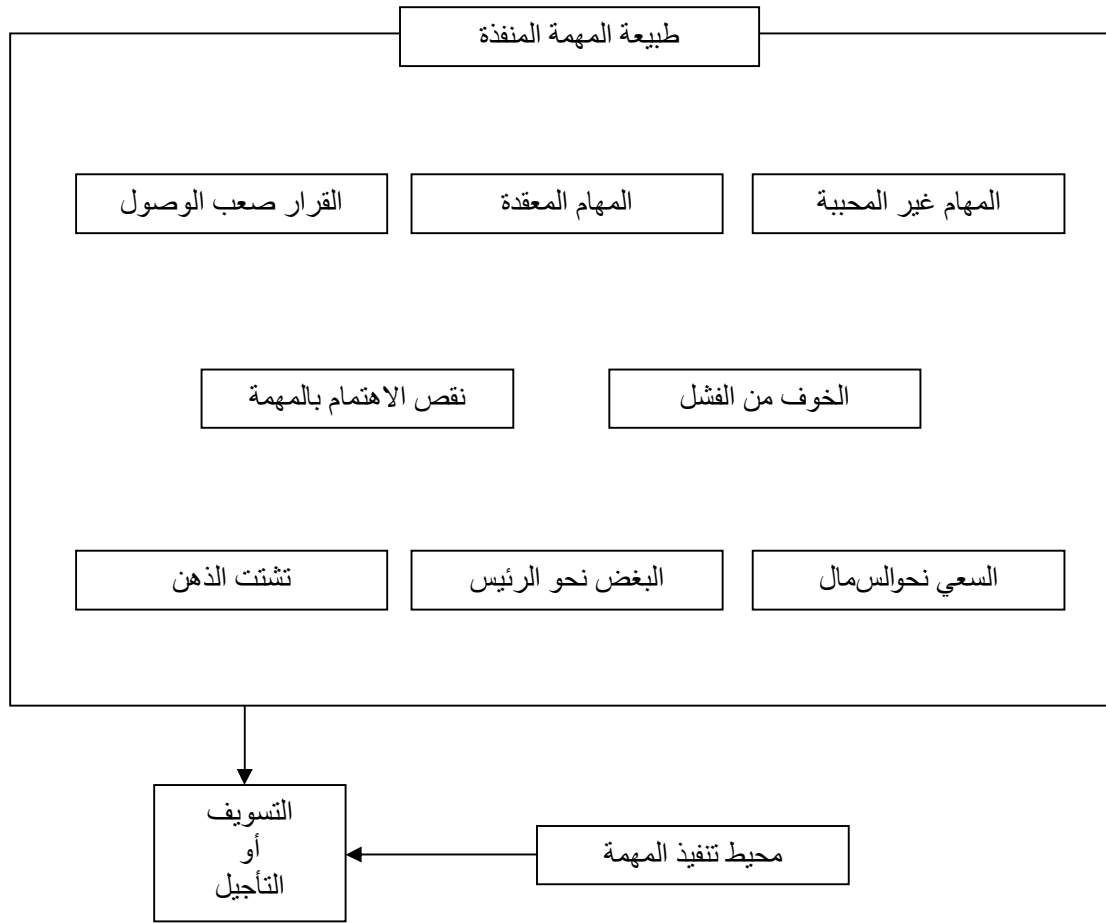 طبيعة المهمة المنفذة
المهام غير المحببة
المهام المعقدة
القرار صعب الوصول
الخوف من الفشل
نقص الاهتمام بالمهمة
السعي نحوالسمال
البغض نحو الرئيس
تشتت الذهن
التسويف
أو
التأجيل
محيط تنفيذ المهمة